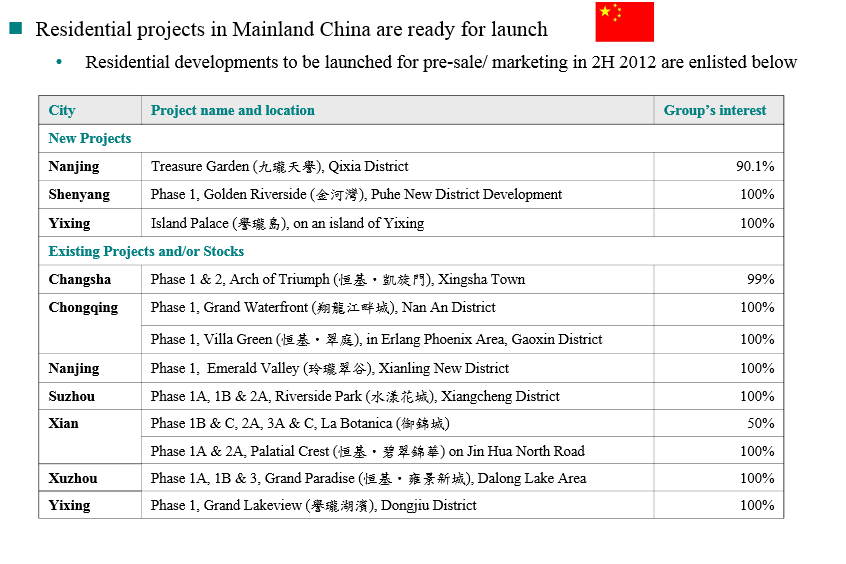 Residential projects in Mainland China are ready for launch
• Residential developments to be launched for pre-sale/ marketing in 2H 2012 are enlisted below
City Project name and location Group's interest
New Projects
Nanjing Treasure Garden (九瓏天譽), Qixia District 90.1%
Shenyang Phase 1, Golden Riverside (金河灣), Puhe New District Development 100%
Yixing Island Palace (譽瓏島), on an island of Yixing 100%
Existing Projects and/or Stocks
Changsha Phase 1 & 2, Arch of Triumph (恒基・凱旋門), Xingsha Town 99%
Chongqing Phase 1, Grand Waterfront (翔龍江畔城), Nan An District 100%
Phase 1, Villa Green (恒基・翠庭), in Erlang Phoenix Area, Gaoxin District 100%
Nanjing Phase 1, Emerald Valley (玲瓏翠谷), Xianling New District 100%
Suzhou Phase 1A, 1B & 2A, Riverside Park (水漾花城), Xiangcheng District 100%
Xian Phase 1B & C, 2A, 3A & C, La Botanica (御錦城) 50%
Phase 1A & 2A, Palatial Crest (恒基・碧翠錦華) on Jin Hua North Road 100%
Xuzhou Phase 1A, 1B & 3, Grand Paradise (恒基・雍景新城), Dalong Lake Area 100%
Yixing Phase 1, Grand Lakeview (譽瓏湖濱), Dongjiu District 100%